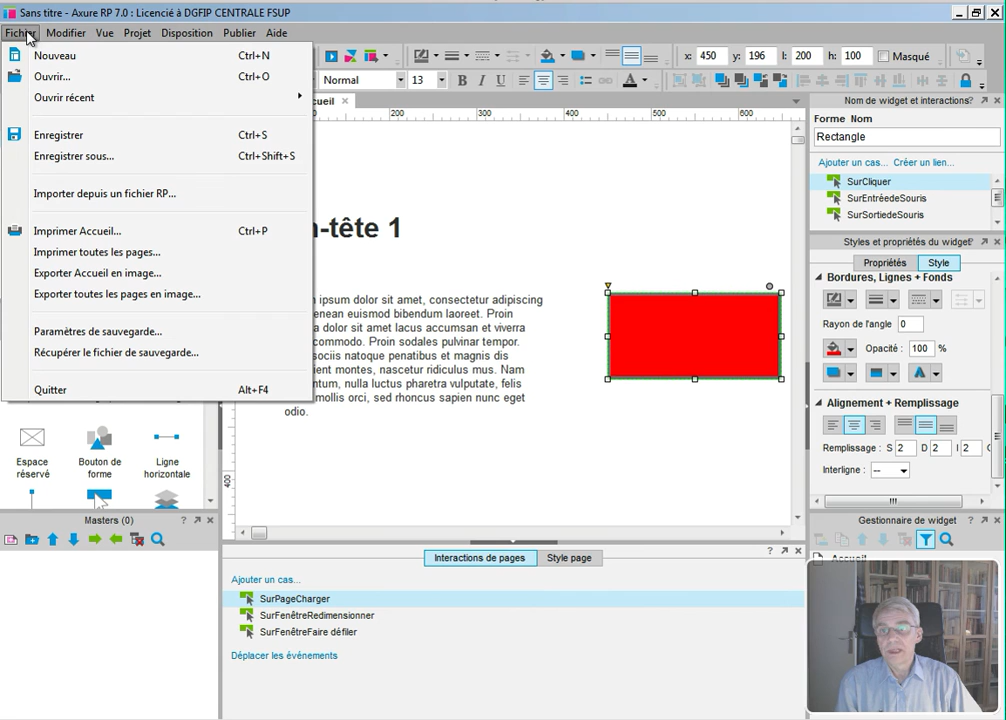 Sans titre - Axure RP 7.0 : Licencié à DGFIP CENTRALE FSUP
Fichier Modifier Vue Projet Disposition Publier Aide
Nouveau Ctrl+N
Ouvrir... Ctrl+O
Ouvrir récent
Enregistrer Ctrl+S
Enregistrer sous... Ctrl+Shift+S
Importer depuis un fichier RP...
Imprimer Accueil... Ctrl+P
Imprimer toutes les pages...
Exporter Accueil en image...
Exporter toutes les pages en image...
Paramètres de sauvegarde...
Récupérer le fichier de sauvegarde...
Quitter Alt+F4
x: 450 y: 196 l: 200 h: 100 Masqué
Normal 13 B I U A
cueil
200 300 400 500 600
400
n-tête 1
ipsum dolor sit amet, consectetur adipiscing
enean euismod bibendum laoreet. Proin
a dolor sit amet lacus accumsan et viverra
commodo. Proin sodales pulvinar tempor.
sociis natoque penatibus et magnis dis
ient montes, nascetur ridiculus mus. Nam
ntum, nulla luctus pharetra vulputate, felis
mollis orci, sed rhoncus sapien nunc eget
odio.
Nom de widget et interactions
Forme Nom
Rectangle
Ajouter un cas... Créer un lien...
SurCliquer
SurEntréedeSouris
SurSortiedeSouris
Styles et propriétés du widget
Propriétés Style
Bordures, Lignes + Fonds
Rayon de l'angle 0
Opacité : 100 %
Alignement + Remplissage
Remplissage : S 2 D 2 I 2
Interligne : --
Gestionnaire de widget
Accueil
Espace réservé
Bouton de forme
Ligne horizontale
Masters (0)
Interactions de pages Style page
Ajouter un cas...
SurPageCharger
SurFenêtreRedimensionner
SurFenêtreFaire défiler
Déplacer les événements